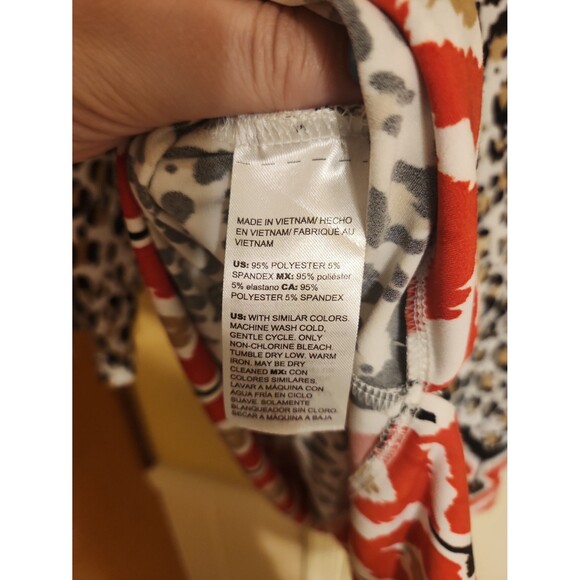 MADE IN VIETNAM/ HECHO
EN VIETNAM/ FABRIQUÉ AU
VIETNAM
US: 95% POLYESTER 5%
SPANDEX MX: 95% poliéster
5% elastano CA: 95%
POLYESTER 5% SPANDEX
US: WITH SIMILAR COLORS.
MACHINE WASH COLD,
GENTLE CYCLE. ONLY
NON-CHLORINE BLEACH.
TUMBLE DRY LOW. WARM
IRON. MAY BE DRY
CLEANED MX: CON
COLORES SIMILARES.
LAVAR A MÁQUINA CON
AGUA FRÍA EN CICLO
SUAVE. SOLAMENTE
BLANQUEADOR SIN CLORO.
SECAR A MÁQUINA A BAJA